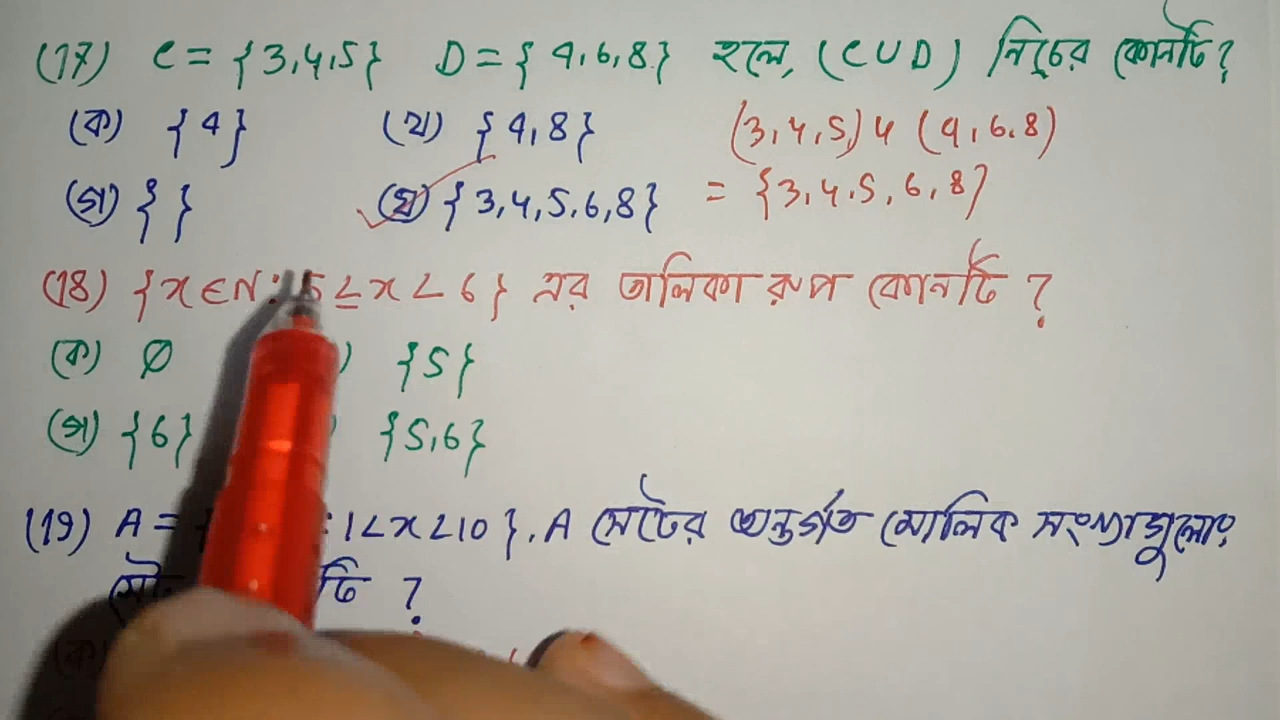 (17) C = {3,4,5} D = {4,6,8} হলে, (C∪D) নিচের কোনটি?
(ক) {4} (খ) {4,8} (3,4,5) ∪ (4,6,8)
(গ) { } (ঘ) {3,4,5,6,8} = {3,4,5,6,8}
(18) {x∈N: 5≤x<6} এর তালিকা রুপ কোনটি?
(ক) ∅ ) {5}
(গ) {6} ) {5,6}
(19) A = { : 1<x<10}. A সেটের অন্তর্গত মৌলিক সংখ্যাগুলোর
?
(ক)